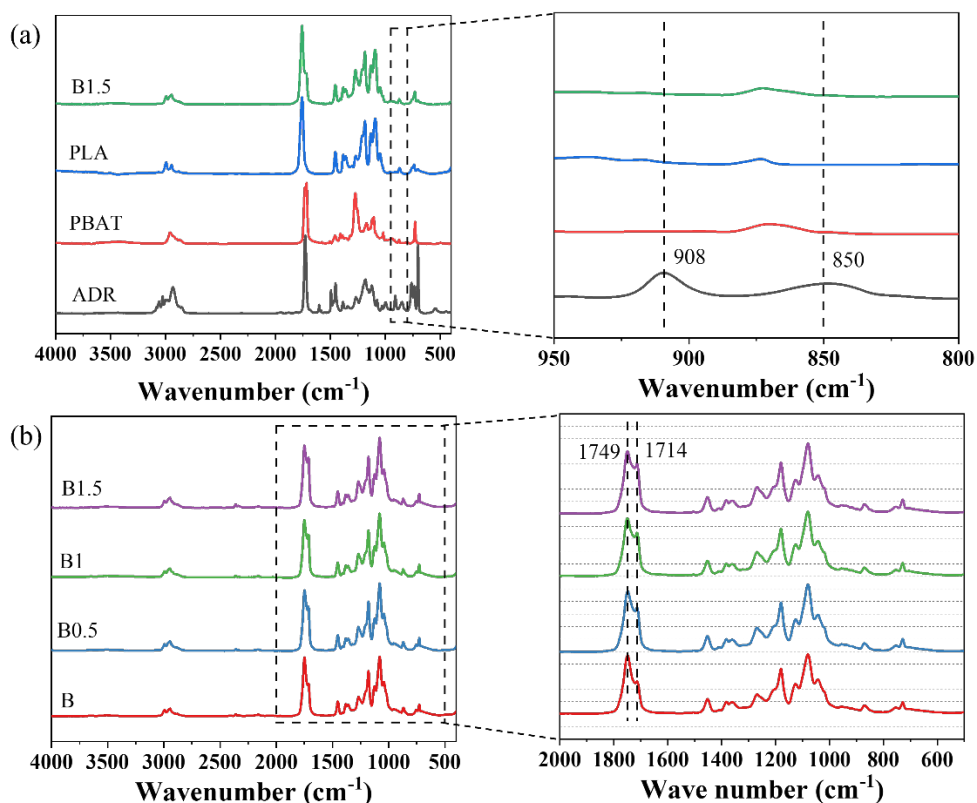 (a)
B1.5
PLA
PBAT
ADR
4000 3500 3000 2500 2000 1500 1000 500
Wavenumber (cm⁻¹)
908
850
950 900 850 800
Wavenumber (cm⁻¹)
(b)
B1.5
B1
B0.5
B
4000 3500 3000 2500 2000 1500 1000 500
Wavenumber (cm⁻¹)
1749 1714
2000 1800 1600 1400 1200 1000 800 600
Wave number (cm⁻¹)